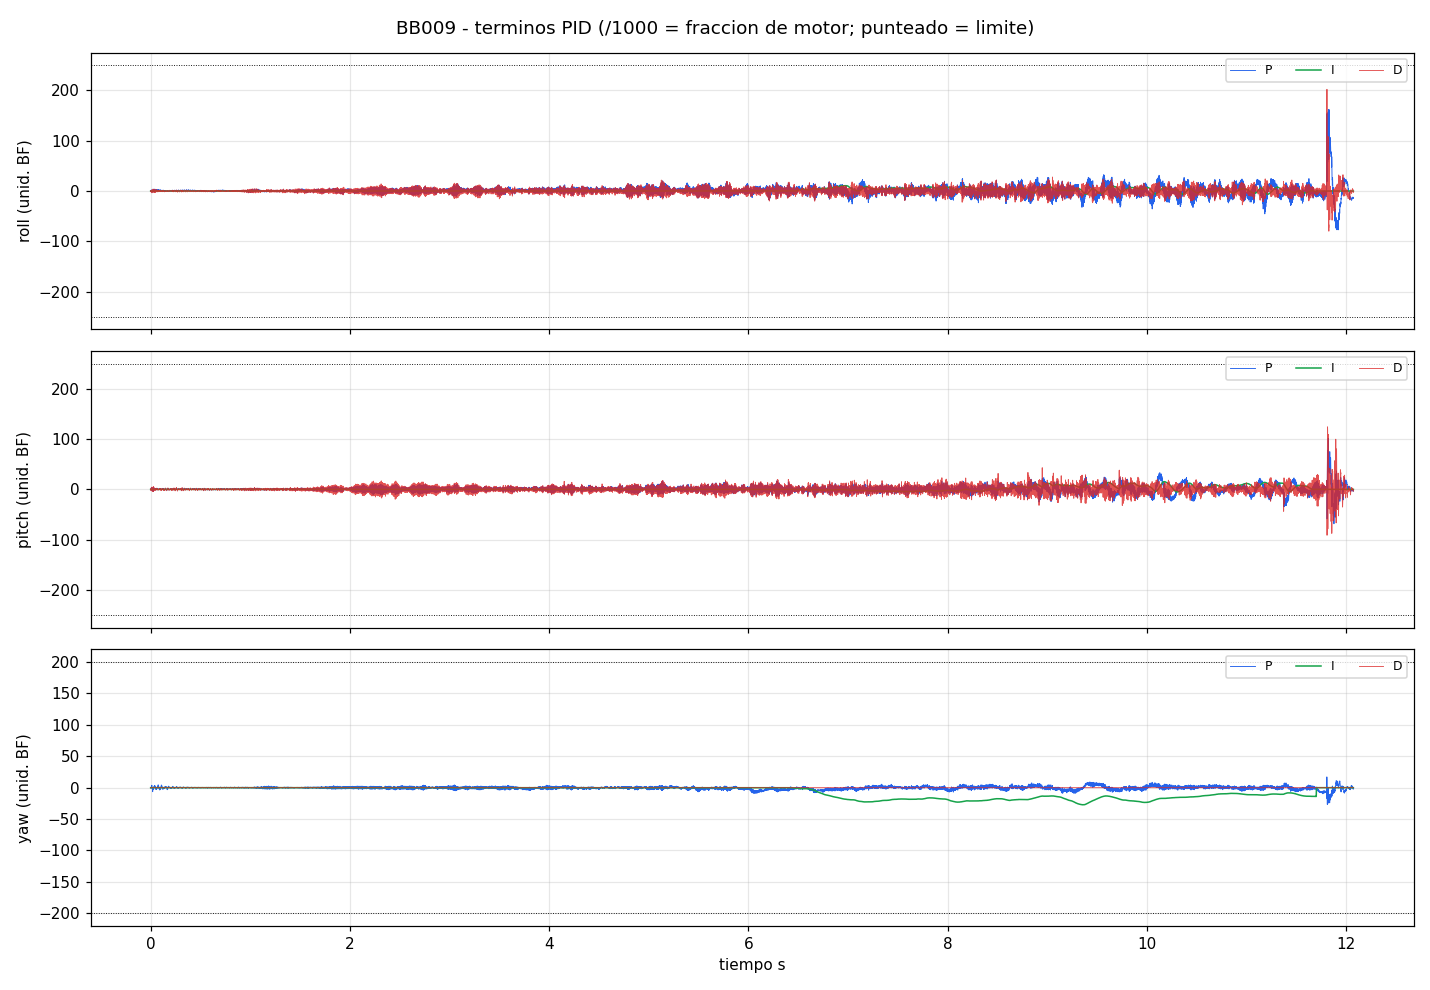 BB009 - terminos PID (/1000 = fraccion de motor; punteado = limite)
P I D
200
100
0
−100
−200
roll (unid. BF)
P I D
200
100
0
−100
−200
pitch (unid. BF)
P I D
200
150
100
50
0
−50
−100
−150
−200
yaw (unid. BF)
0 2 4 6 8 10 12
tiempo s